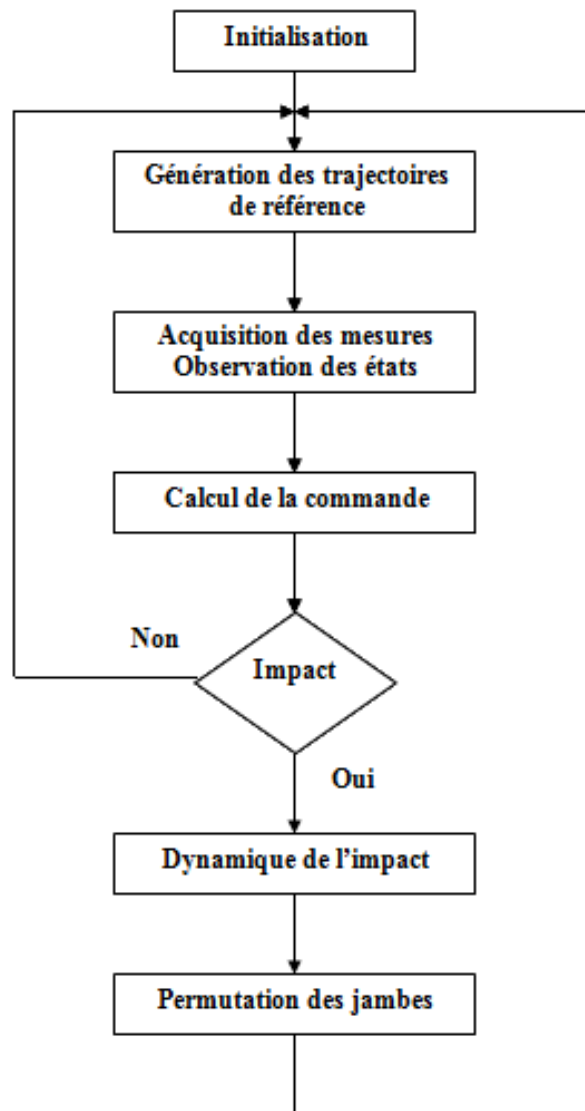 Initialisation
Génération des trajectoires
de référence
Acquisition des mesures
Observation des états
Calcul de la commande
Non
Impact
Oui
Dynamique de l'impact
Permutation des jambes